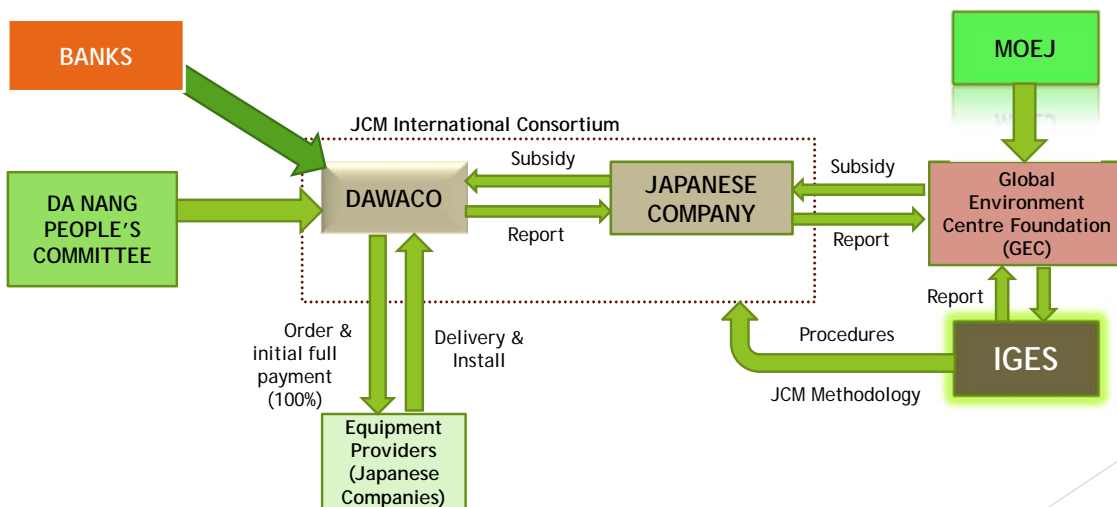 BANKS
MOEJ
JCM International Consortium
Subsidy
DAWACO
JAPANESE
COMPANY
Report
Subsidy
Report
Global
Environment
Centre Foundation
(GEC)
DA NANG
PEOPLE'S
COMMITTEE
Order &
initial full
payment
(100%)
Delivery &
Install
Report
Procedures
JCM Methodology
IGES
Equipment
Providers
(Japanese
Companies)